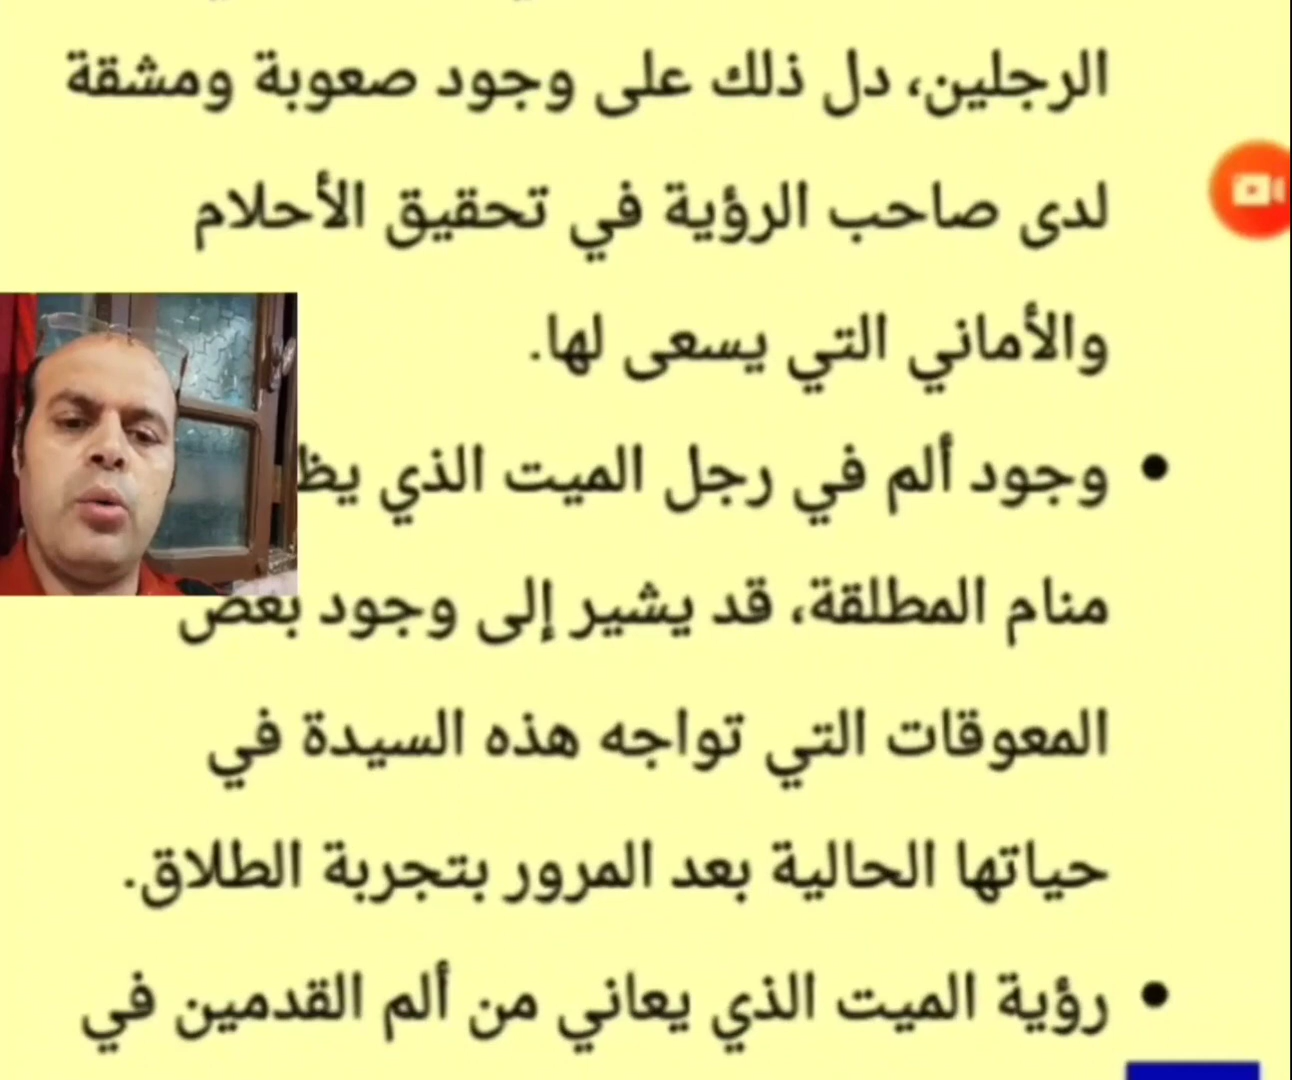 الرجلين، دل ذلك على وجود صعوبة ومشقة
لدى صاحب الرؤية في تحقيق الأحلام
والأماني التي يسعى لها.
• وجود ألم في رجل الميت الذي
منام المطلقة، قد يشير إلى وجود بعض
المعوقات التي تواجه هذه السيدة في
حياتها الحالية بعد المرور بتجربة الطلاق.
• رؤية الميت الذي يعاني من ألم القدمين في